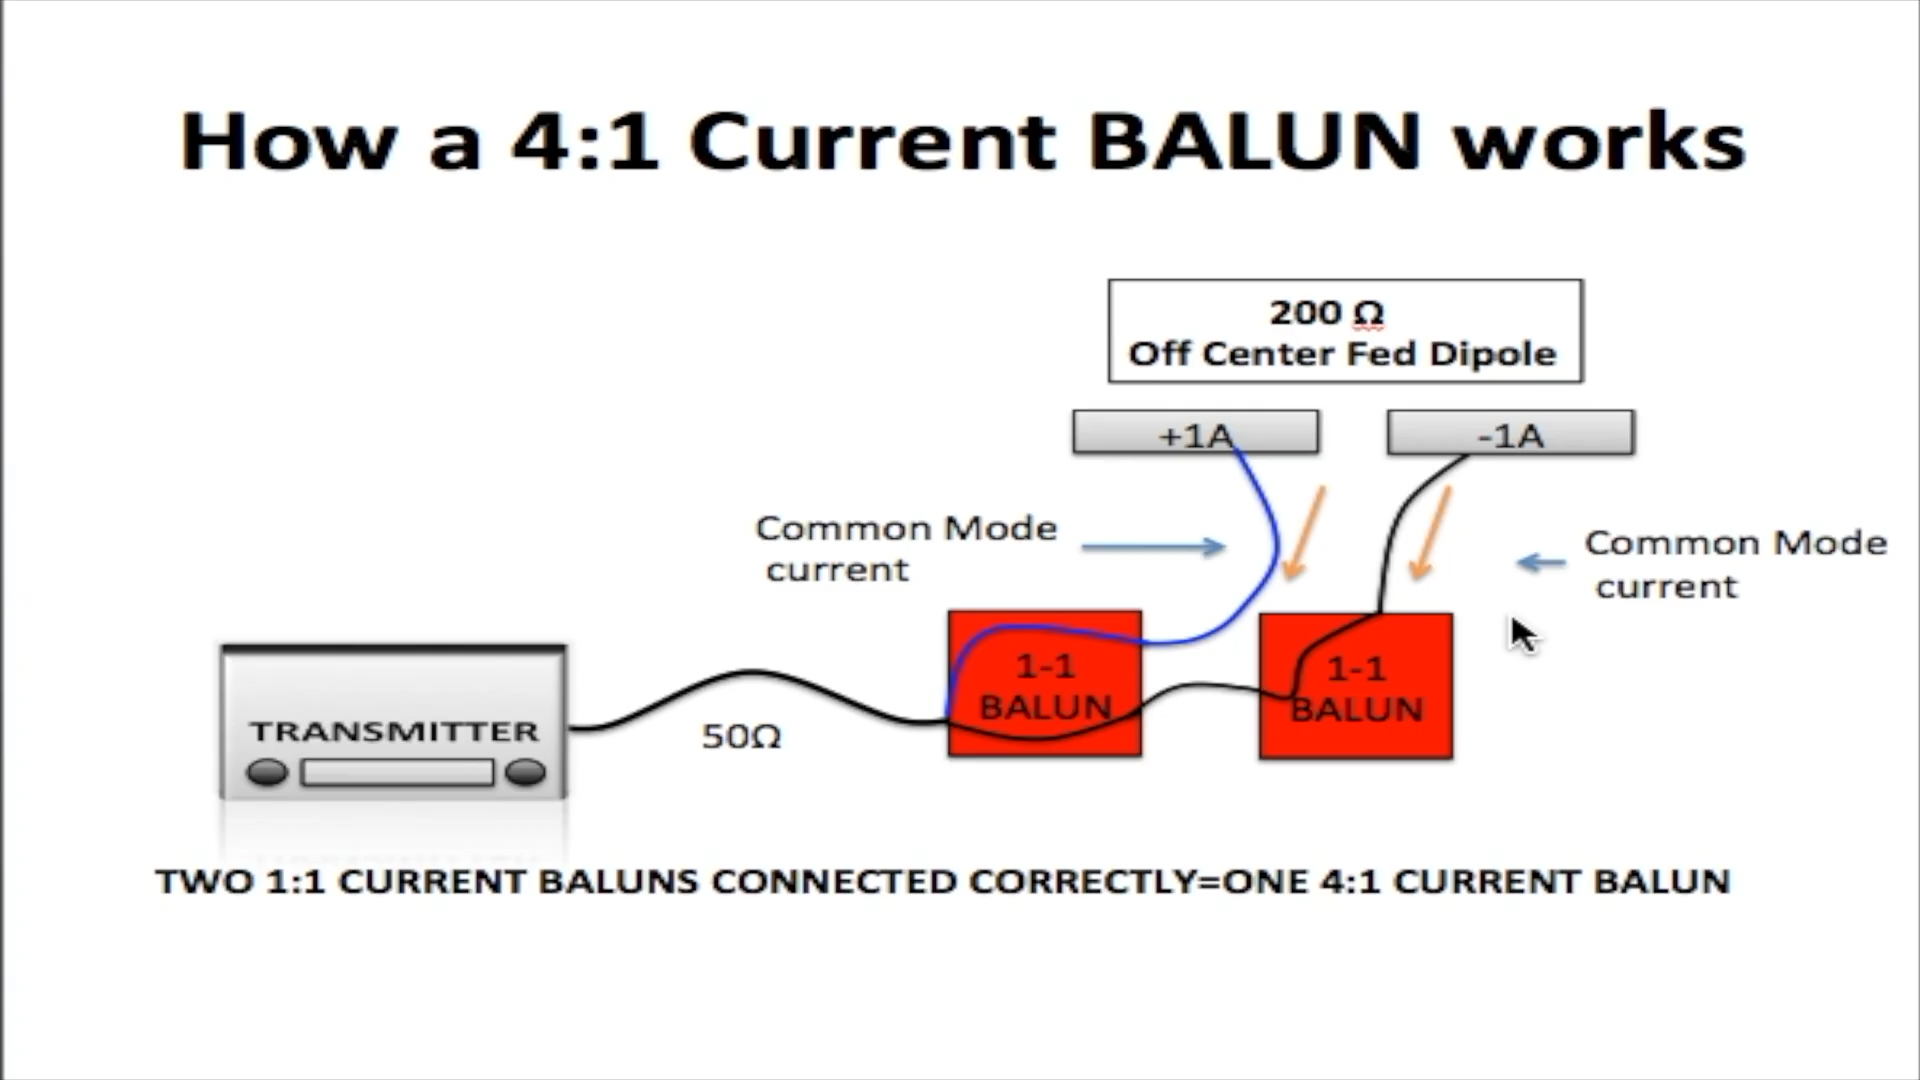 How a 4:1 Current BALUN works
200 Ω
Off Center Fed Dipole
+1A
-1A
Common Mode
current
Common Mode
current
1-1
BALUN
1-1
BALUN
TRANSMITTER
50Ω
TWO 1:1 CURRENT BALUNS CONNECTED CORRECTLY=ONE 4:1 CURRENT BALUN